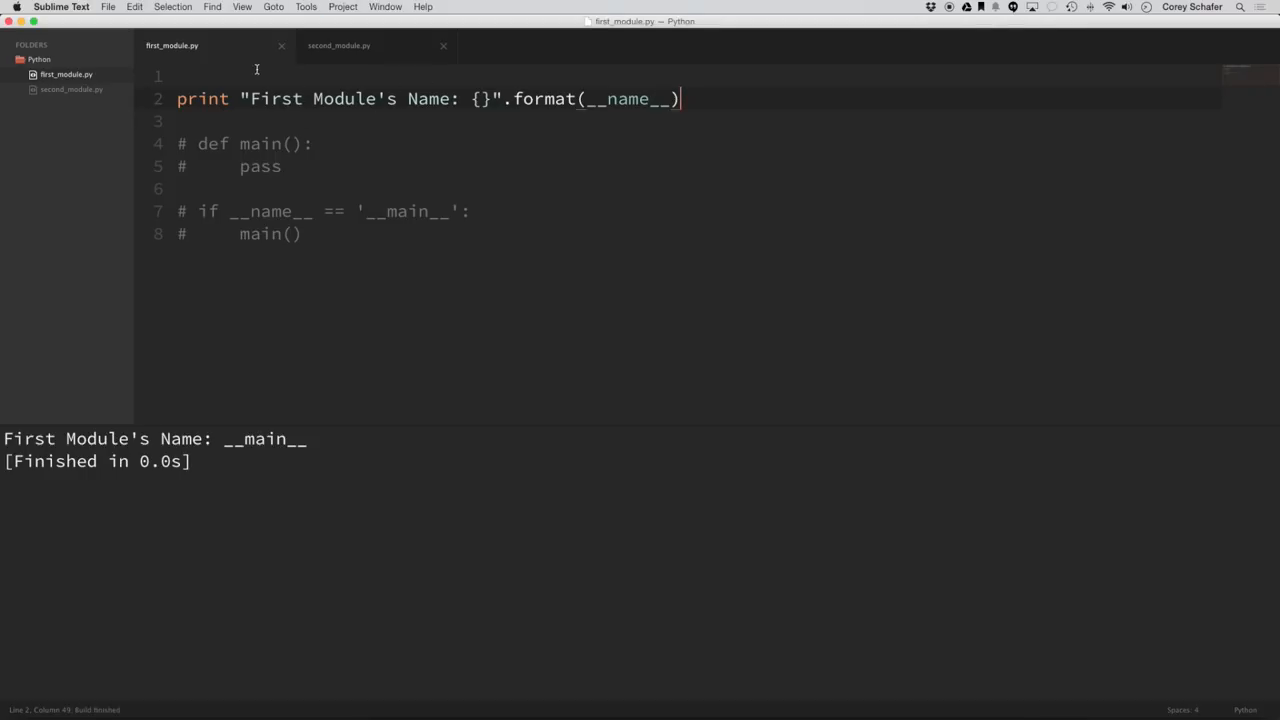 Sublime Text File Edit Selection Find View Goto Tools Project Window Help Corey Schafer
first_module.py — Python
FOLDERS
Python
first_module.py
second_module.py
first_module.py second_module.py
1
2 print "First Module's Name: {}".format(__name__)
3
4 # def main():
5 #     pass
6
7 # if __name__ == '__main__':
8 #     main()
First Module's Name: __main__
[Finished in 0.0s]
Line 2, Column 49; Build finished Spaces: 4 Python